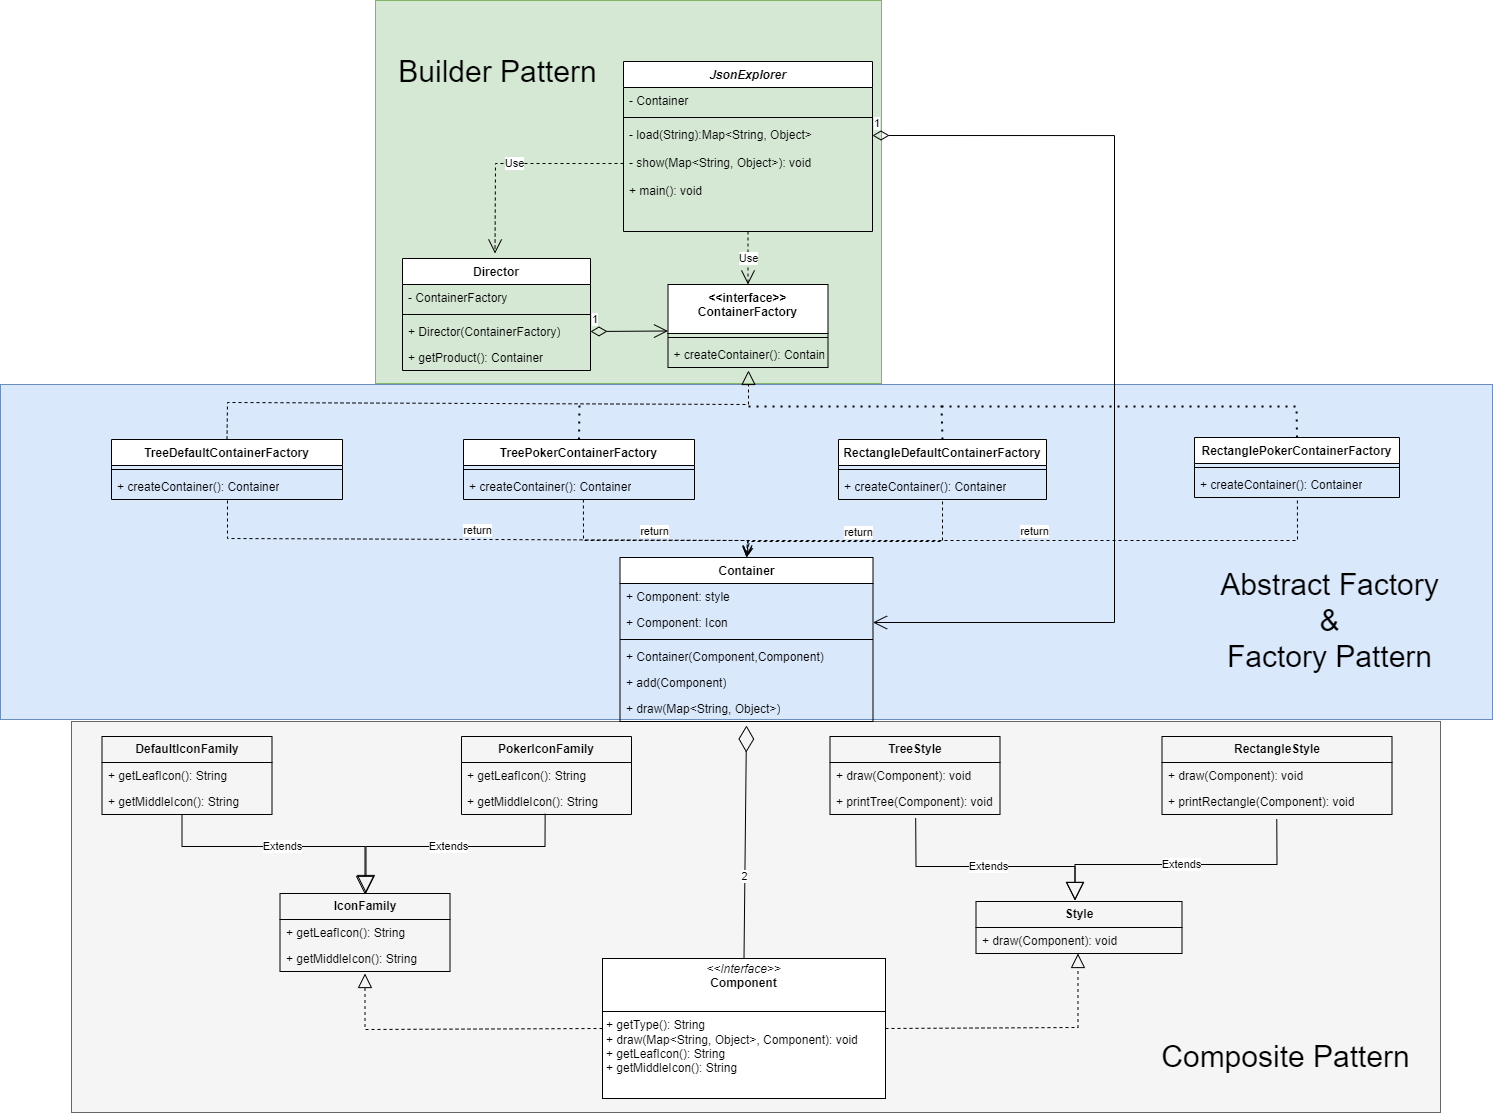 Builder Pattern
JsonExplorer
- Container
- load(String):Map<String, Object>
- show(Map<String, Object>): void
+ main(): void
1
Use
Use
Director
- ContainerFactory
+ Director(ContainerFactory)
+ getProduct(): Container
1
<<interface>>
ContainerFactory
+ createContainer(): Contain
TreeDefaultContainerFactory
+ createContainer(): Container
TreePokerContainerFactory
+ createContainer(): Container
RectangleDefaultContainerFactory
+ createContainer(): Container
RectanglePokerContainerFactory
+ createContainer(): Container
return
return
return
return
Container
+ Component: style
+ Component: Icon
+ Container(Component,Component)
+ add(Component)
+ draw(Map<String, Object>)
Abstract Factory
&
Factory Pattern
DefaultIconFamily
+ getLeafIcon(): String
+ getMiddleIcon(): String
PokerIconFamily
+ getLeafIcon(): String
+ getMiddleIcon(): String
TreeStyle
+ draw(Component): void
+ printTree(Component): void
RectangleStyle
+ draw(Component): void
+ printRectangle(Component): void
Extends
Extends
Extends
Extends
2
IconFamily
+ getLeafIcon(): String
+ getMiddleIcon(): String
Style
+ draw(Component): void
<<Interface>>
Component
+ getType(): String
+ draw(Map<String, Object>, Component): void
+ getLeafIcon(): String
+ getMiddleIcon(): String
Composite Pattern